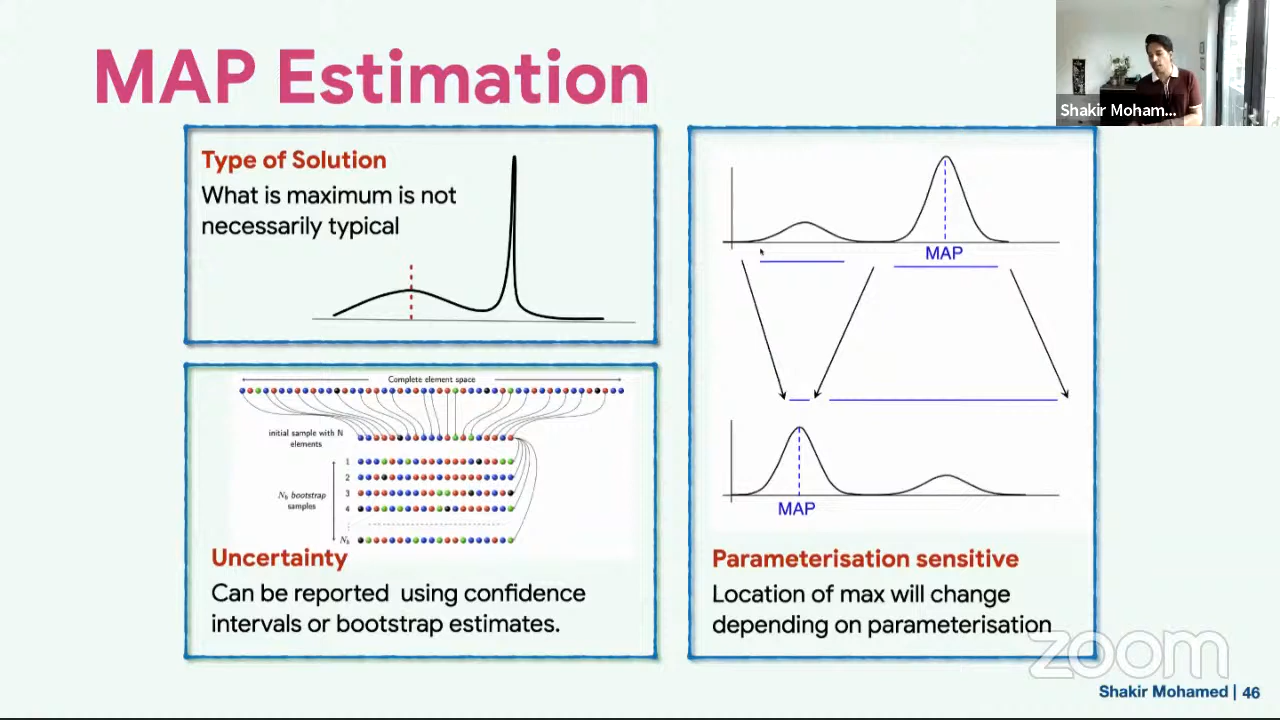 MAP Estimation
Shakir Moham...
Type of Solution
What is maximum is not
necessarily typical
Complete element space
initial sample with N
elements
1
2
3
4
N_b bootstrap
samples
N_b
Uncertainty
Can be reported using confidence
intervals or bootstrap estimates.
MAP
MAP
Parameterisation sensitive
Location of max will change
depending on parameterisation
zoom
Shakir Mohamed | 46